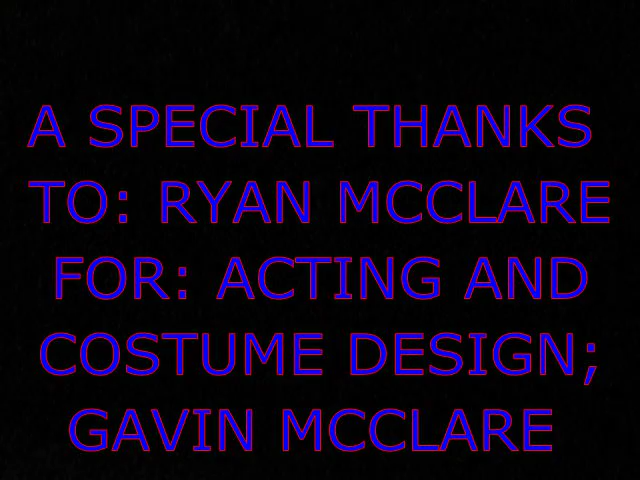 A SPECIAL THANKS
TO: RYAN MCCLARE
FOR: ACTING AND
COSTUME DESIGN;
GAVIN MCCLARE